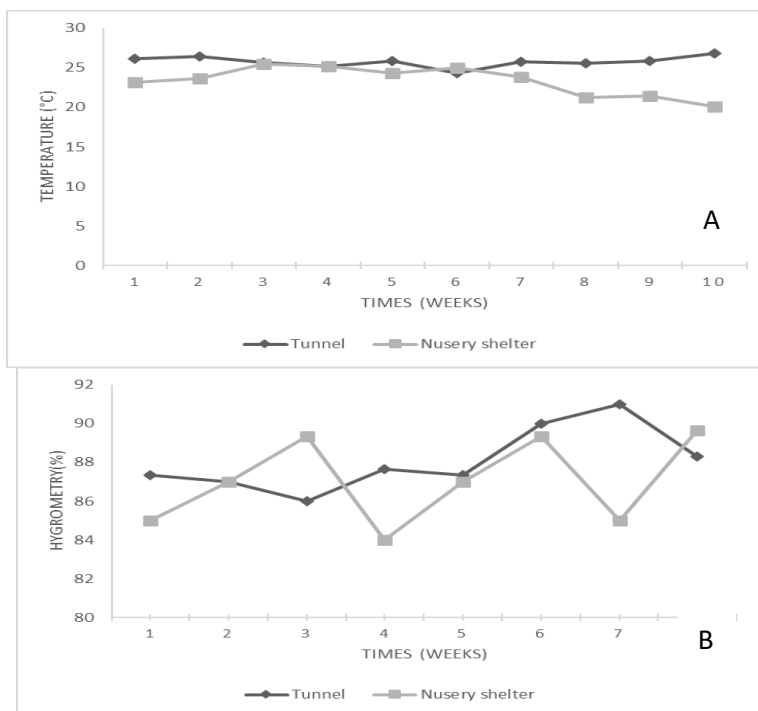 30
25
20
15
10
5
0
TEMPERATURE (°C)
A
1 2 3 4 5 6 7 8 9 10
TIMES (WEEKS)
Tunnel Nusery shelter
92
90
88
86
84
82
80
HYGROMETRY(%)
1 2 3 4 5 6 7
B
TIMES (WEEKS)
Tunnel Nusery shelter